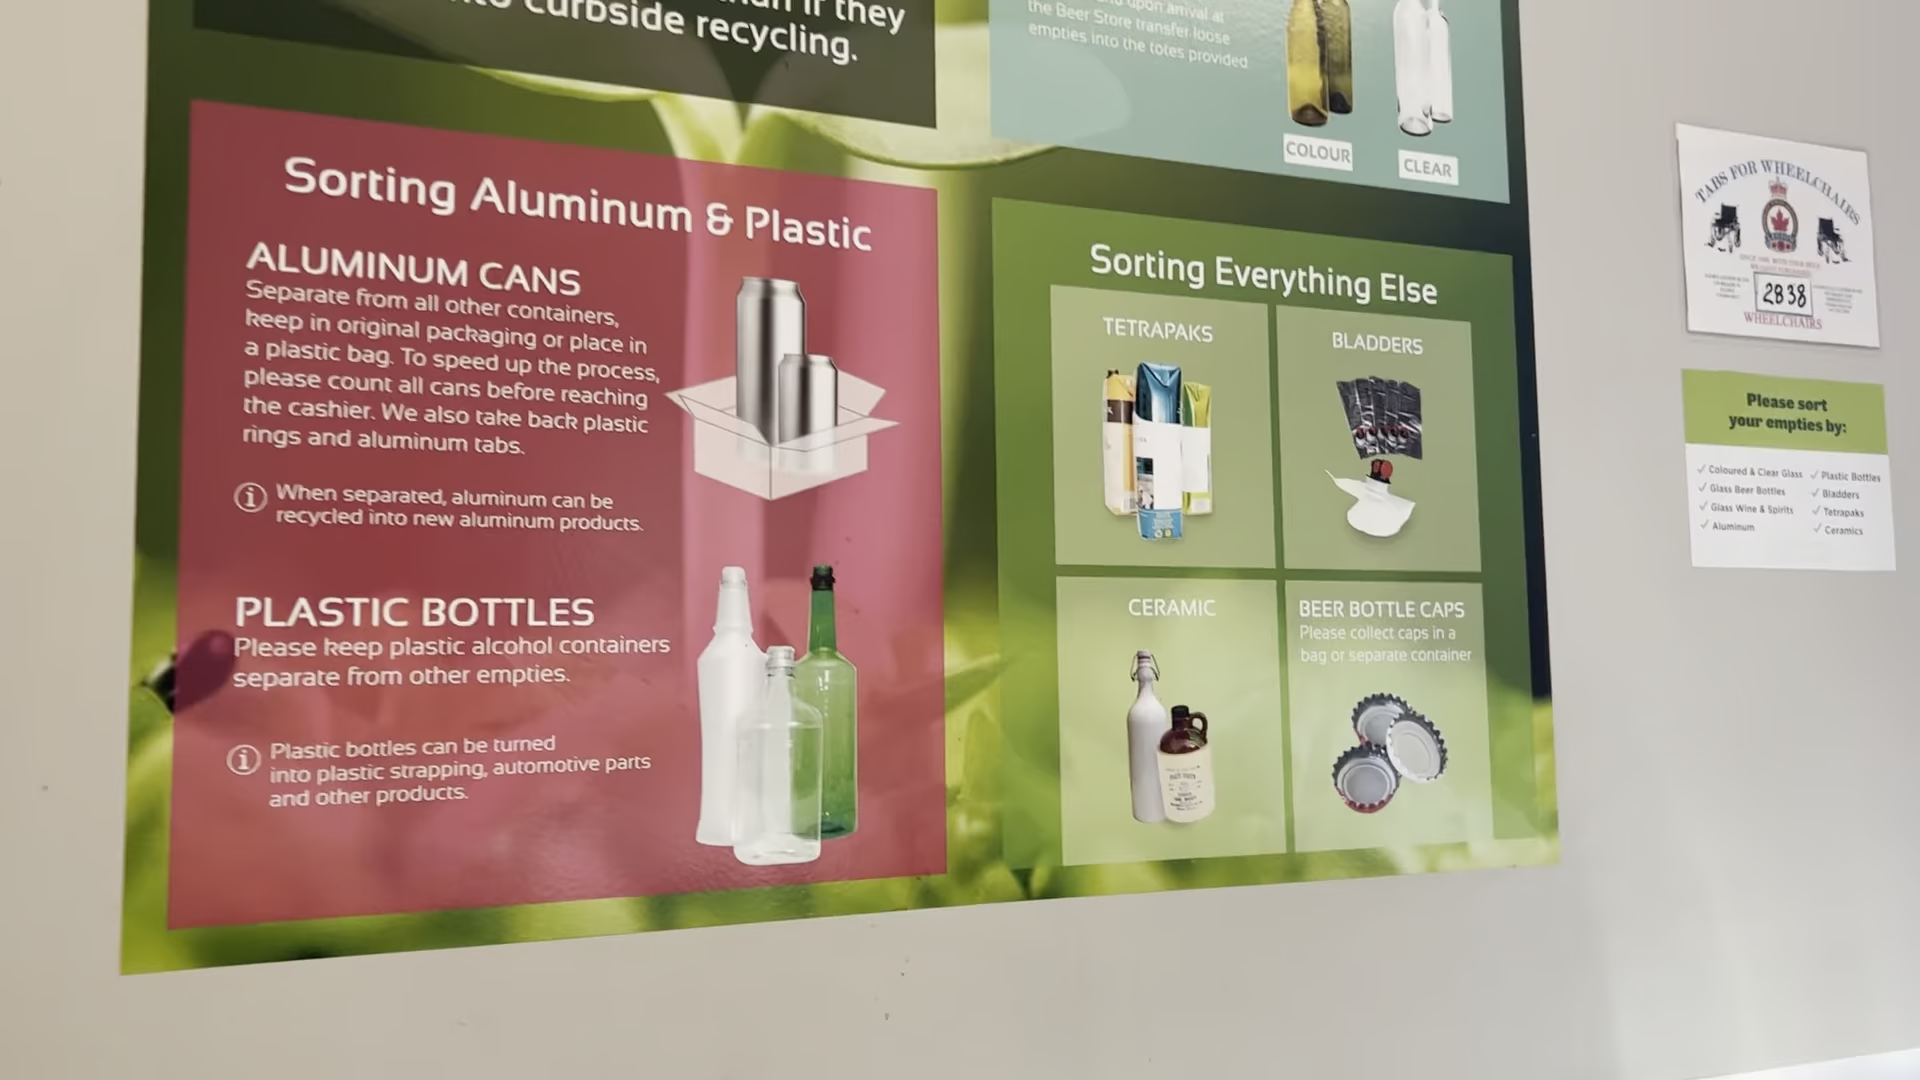 an if they
to curbside recycling.
upon arrival at
the Beer Store transfer loose
empties into the totes provided
COLOUR
CLEAR
Sorting Aluminum & Plastic
ALUMINUM CANS
Separate from all other containers,
keep in original packaging or place in
a plastic bag. To speed up the process,
please count all cans before reaching
the cashier. We also take back plastic
rings and aluminum tabs.
When separated, aluminum can be
recycled into new aluminum products.
PLASTIC BOTTLES
Please keep plastic alcohol containers
separate from other empties.
Plastic bottles can be turned
into plastic strapping, automotive parts
and other products.
Sorting Everything Else
TETRAPAKS
BLADDERS
CERAMIC
BEER BOTTLE CAPS
Please collect caps in a
bag or separate container
TABS FOR WHEELCHAIRS
2838
WHEELCHAIRS
Please sort
your empties by:
✓ Coloured & Clear Glass
✓ Glass Beer Bottles
✓ Glass Wine & Spirits
✓ Aluminum
✓ Plastic Bottles
✓ Bladders
✓ Tetrapaks
✓ Ceramics